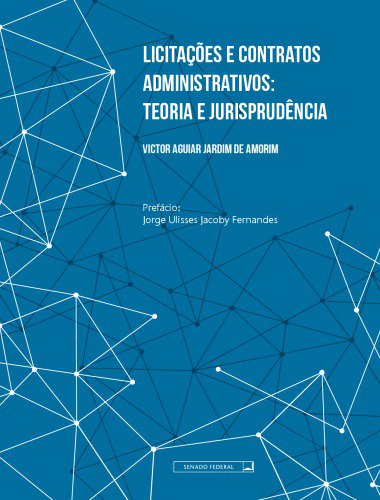 LICITAÇÕES E CONTRATOS
ADMINISTRATIVOS:
TEORIA E JURISPRUDÊNCIA
VICTOR AGUIAR JARDIM DE AMORIM
Prefácio:
Jorge Ulisses Jacoby Fernandes
SENADO FEDERAL